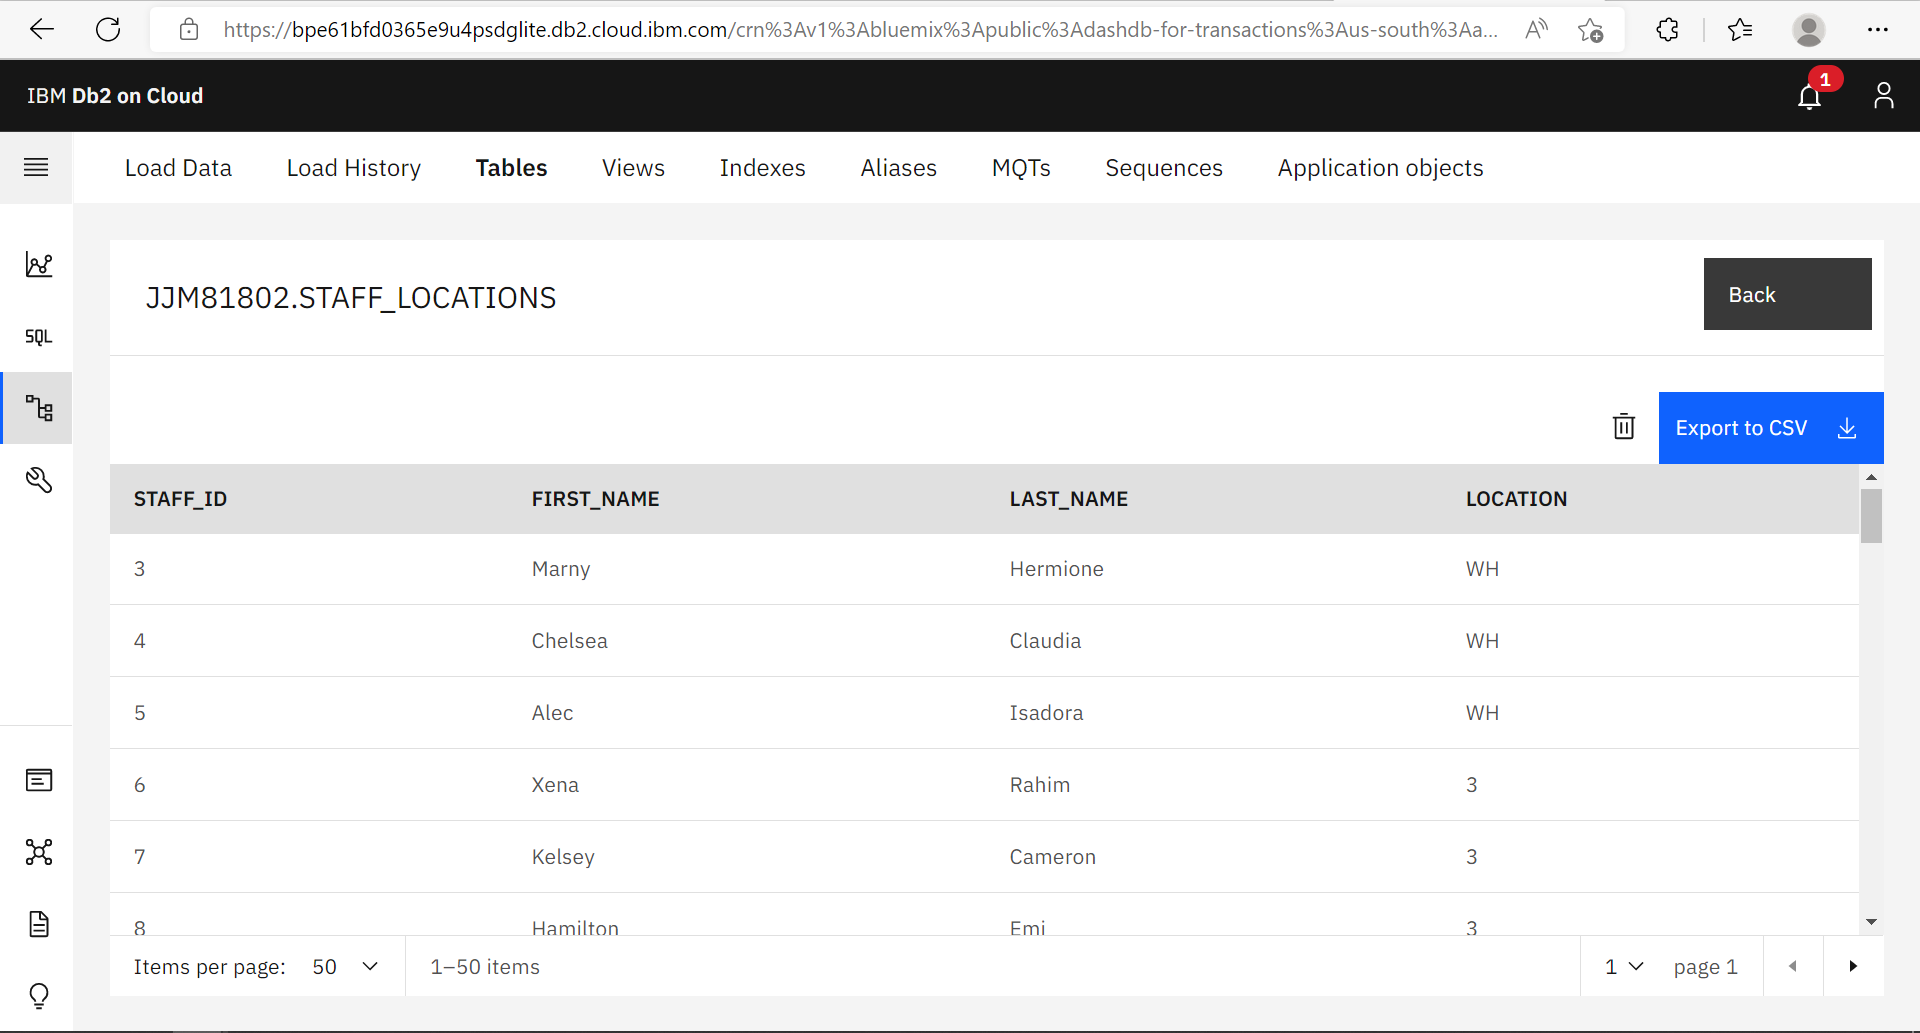 https://bpe61bfd0365e9u4psdglite.db2.cloud.ibm.com/crn%3Av1%3Abluemix%3Apublic%3Adashdb-for-transactions%3Aus-south%3Aa...
IBM Db2 on Cloud
1
Load Data Load History Tables Views Indexes Aliases MQTs Sequences Application objects
JJM81802.STAFF_LOCATIONS
Back
SQL
Export to CSV
STAFF_ID FIRST_NAME LAST_NAME LOCATION
3 Marny Hermione WH
4 Chelsea Claudia WH
5 Alec Isadora WH
6 Xena Rahim 3
7 Kelsey Cameron 3
8 Hamilton Emi 3
Items per page: 50 1–50 items 1 page 1